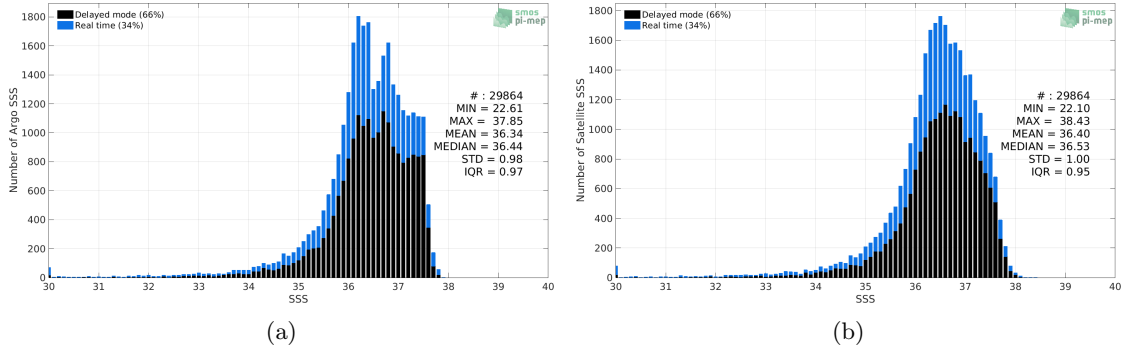 Delayed mode (66%)
Real time (34%)
smos
pi-mep
1800
1600
1400
1200
1000
800
600
400
200
0
Number of Argo SSS
# : 29864
MIN = 22.61
MAX = 37.85
MEAN = 36.34
MEDIAN = 36.44
STD = 0.98
IQR = 0.97
30 31 32 33 34 35 36 37 38 39 40
SSS
(a)
Delayed mode (66%)
Real time (34%)
smos
pi-mep
1800
1600
1400
1200
1000
800
600
400
200
0
Number of Satellite SSS
# : 29864
MIN = 22.10
MAX = 38.43
MEAN = 36.40
MEDIAN = 36.53
STD = 1.00
IQR = 0.95
30 31 32 33 34 35 36 37 38 39 40
SSS
(b)